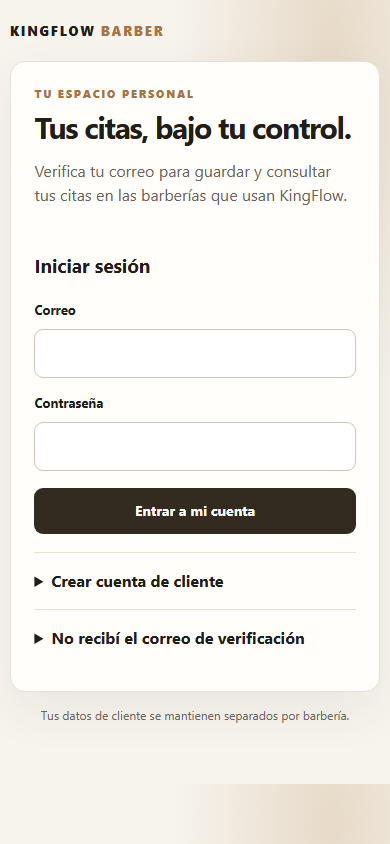 KINGFLOW BARBER
TU ESPACIO PERSONAL
Tus citas, bajo tu control.
Verifica tu correo para guardar y consultar
tus citas en las barberías que usan KingFlow.
Iniciar sesión
Correo
Contraseña
Entrar a mi cuenta
Crear cuenta de cliente
No recibí el correo de verificación
Tus datos de cliente se mantienen separados por barbería.